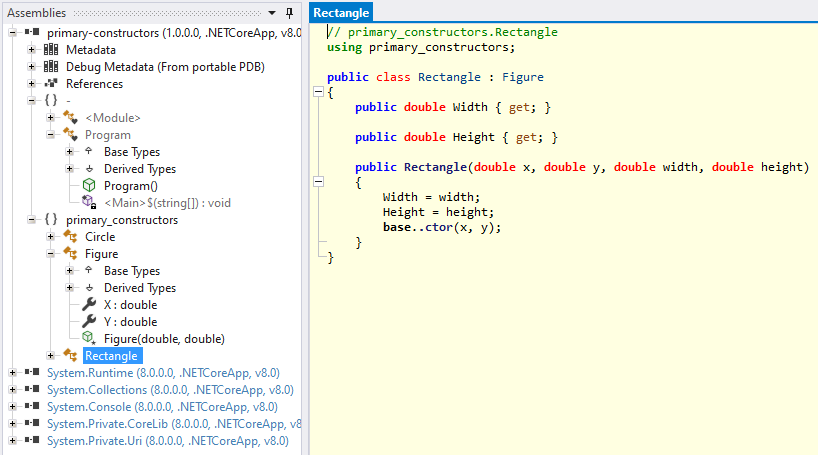 Assemblies
primary-constructors (1.0.0.0, .NETCoreApp, v8.0
Metadata
Debug Metadata (From portable PDB)
References
{ } -
<Module>
Program
Base Types
Derived Types
Program()
<Main>$(string[]) : void
{ } primary_constructors
Circle
Figure
Base Types
Derived Types
X : double
Y : double
Figure(double, double)
Rectangle
System.Runtime (8.0.0.0, .NETCoreApp, v8.0)
System.Collections (8.0.0.0, .NETCoreApp, v8.0)
System.Console (8.0.0.0, .NETCoreApp, v8.0)
System.Private.CoreLib (8.0.0.0, .NETCoreApp, v8.0)
System.Private.Uri (8.0.0.0, .NETCoreApp, v8.0)
Rectangle
// primary_constructors.Rectangle
using primary_constructors;
public class Rectangle : Figure
{
public double Width { get; }
public double Height { get; }
public Rectangle(double x, double y, double width, double height)
{
Width = width;
Height = height;
base..ctor(x, y);
}
}